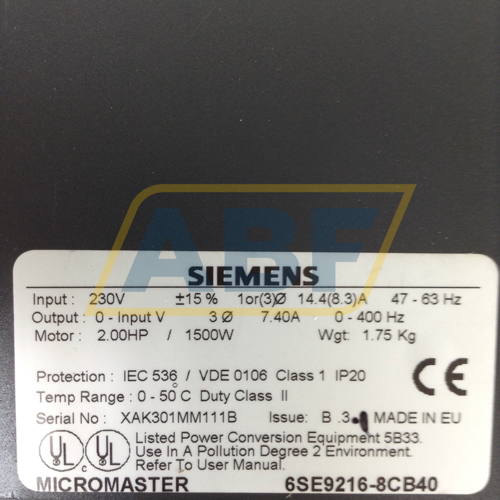 ABF
SIEMENS
Input : 230V ±15 % 1or(3)Ø 14.4(8.3)A 47 - 63 Hz
Output : 0 - Input V 3 Ø 7.40A 0 - 400 Hz
Motor : 2.00HP / 1500W Wgt: 1.75 Kg
Protection : IEC 536 / VDE 0106 Class 1 IP20
CE
Temp Range : 0 - 50°C Duty Class II
Serial No : XAK301MM111B Issue: B .3 MADE IN EU
UL UL Listed Power Conversion Equipment 5B33.
Use In A Pollution Degree 2 Environment.
Refer To User Manual.
MICROMASTER 6SE9216-8CB40